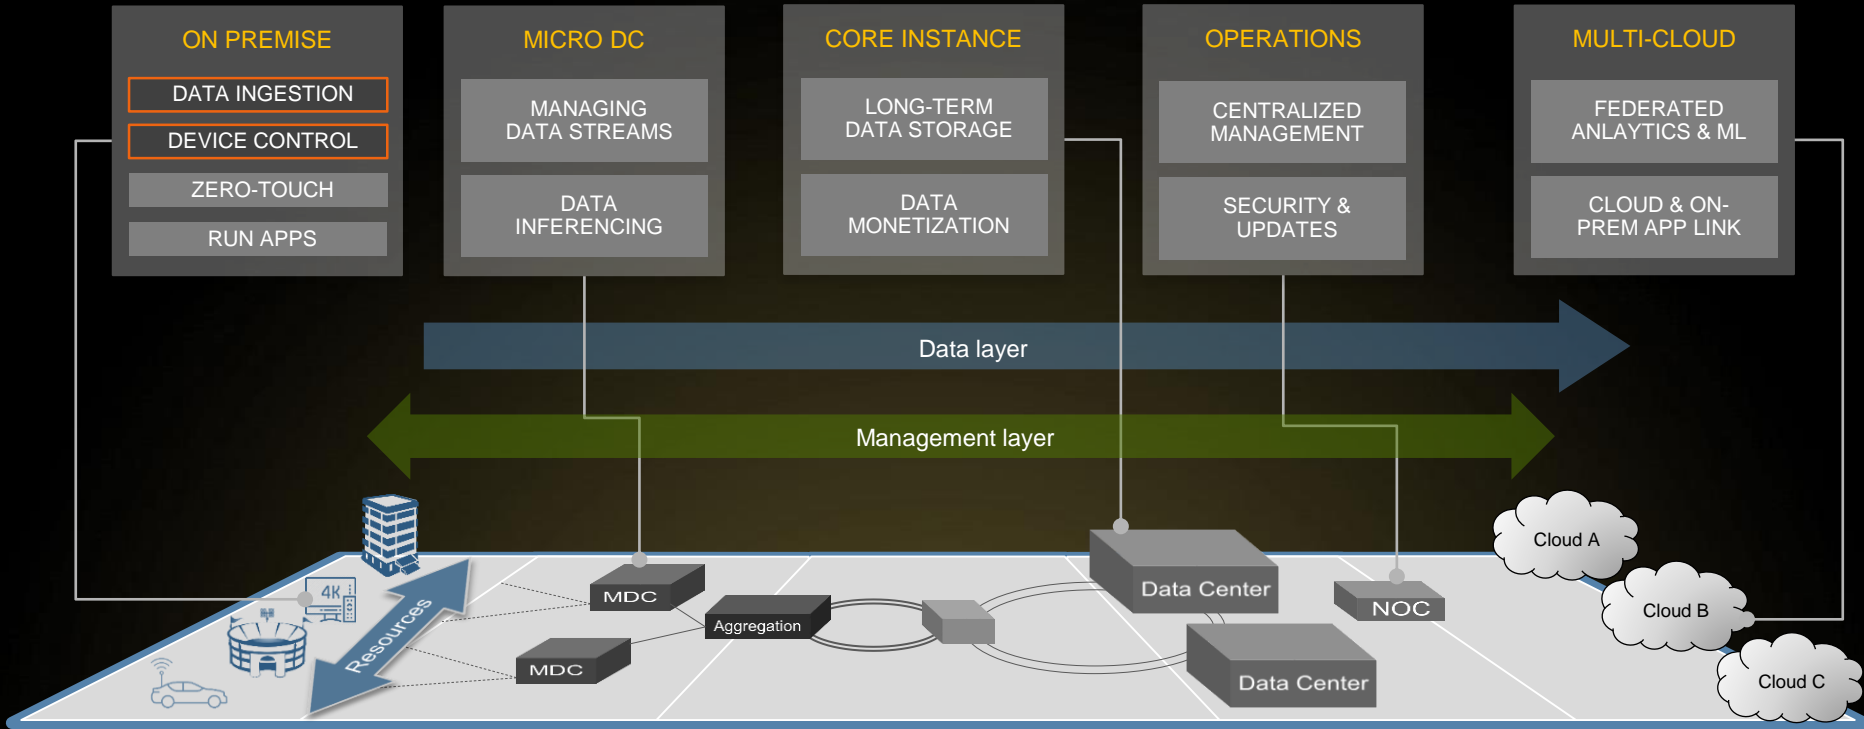 ON PREMISE
DATA INGESTION
DEVICE CONTROL
ZERO-TOUCH
RUN APPS
MICRO DC
MANAGING
DATA STREAMS
DATA
INFERENCING
CORE INSTANCE
LONG-TERM
DATA STORAGE
DATA
MONETIZATION
OPERATIONS
CENTRALIZED
MANAGEMENT
SECURITY &
UPDATES
MULTI-CLOUD
FEDERATED
ANLAYTICS & ML
CLOUD & ON-
PREM APP LINK
Data layer
Management layer
4K
Resources
MDC
MDC
Aggregation
Data Center
Data Center
NOC
Cloud A
Cloud B
Cloud C